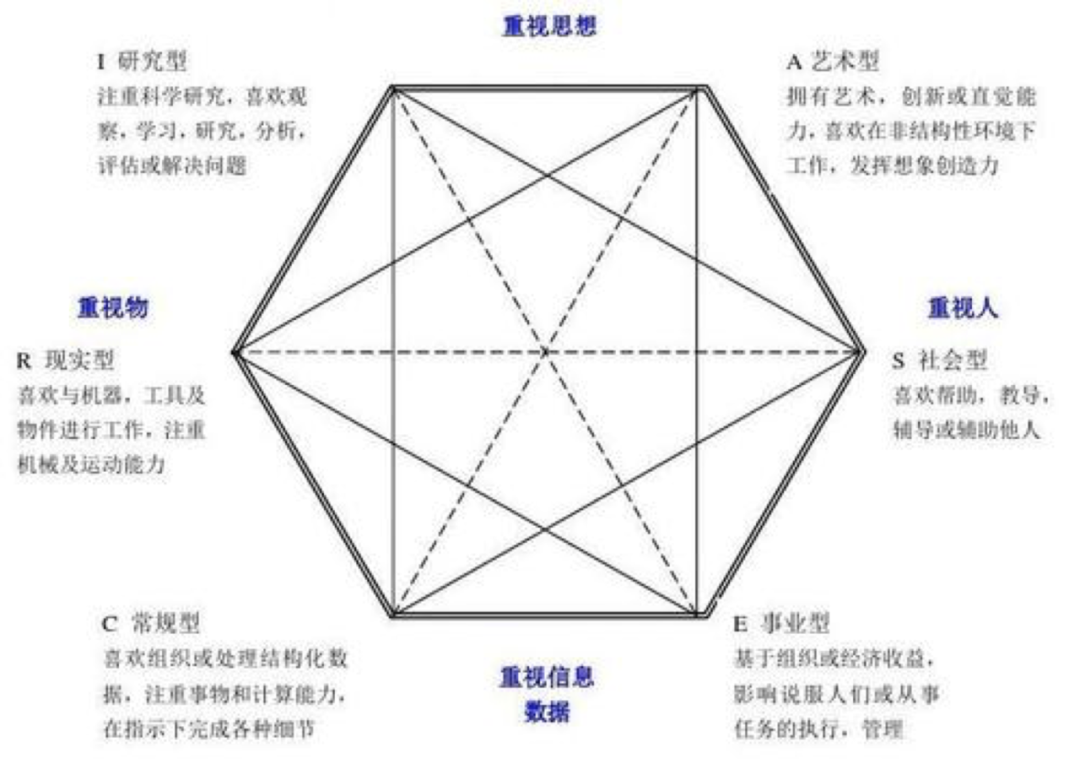 重视思想
I 研究型
注重科学研究，喜欢观
察，学习，研究，分析，
评估或解决问题
A 艺术型
拥有艺术，创新或直觉能
力，喜欢在非结构性环境下
工作，发挥想象创造力
重视物
R 现实型
喜欢与机器，工具及
物件进行工作，注重
机械及运动能力
重视人
S 社会型
喜欢帮助，教导，
辅导或辅助他人
C 常规型
喜欢组织或处理结构化数
据，注重事物和计算能力，
在指示下完成各种细节
重视信息
数据
E 事业型
基于组织或经济收益，
影响说服人们或从事
任务的执行，管理